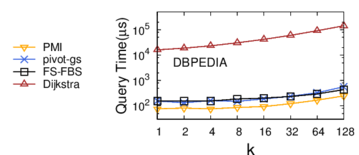 PMI
pivot-gs
FS-FBS
Dijkstra
Query Time(μs)
10^5
10^4
10^3
10^2
DBPEDIA
1 2 4 8 16 32 64 128
k